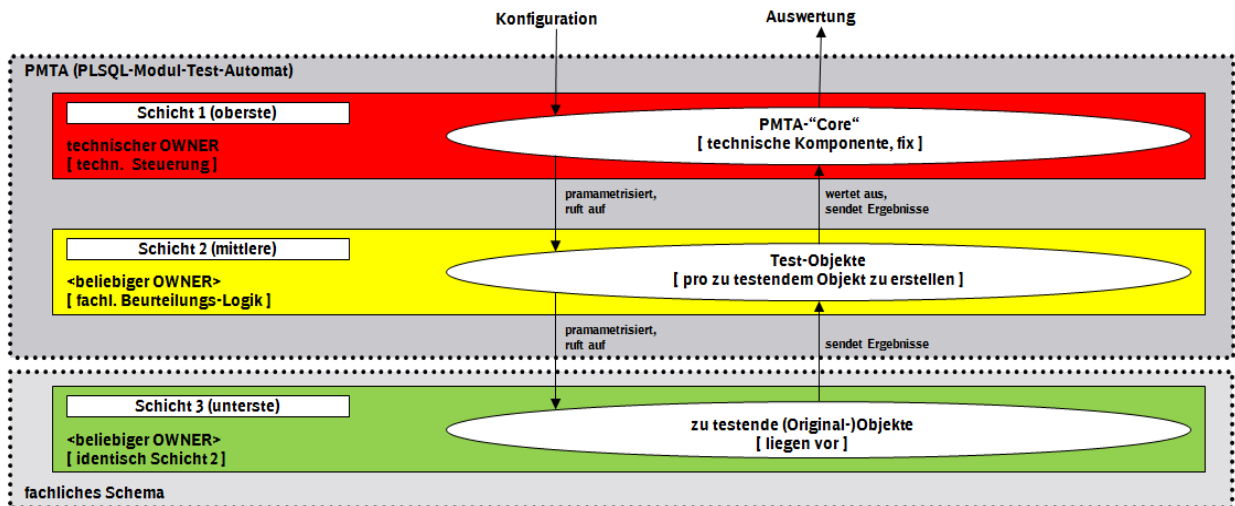 Konfiguration
Auswertung
PMTA (PLSQL-Modul-Test-Automat)
Schicht 1 (oberste)
technischer OWNER
[ techn.  Steuerung ]
PMTA-“Core“
[ technische Komponente, fix ]
pramametrisiert,
ruft auf
wertet aus,
sendet Ergebnisse
Schicht 2 (mittlere)
<beliebiger OWNER>
[ fachl. Beurteilungs-Logik ]
Test-Objekte
[ pro zu testendem Objekt zu erstellen ]
pramametrisiert,
ruft auf
sendet Ergebnisse
Schicht 3 (unterste)
<beliebiger OWNER>
[ identisch Schicht 2 ]
zu testende (Original-)Objekte
[ liegen vor ]
fachliches Schema